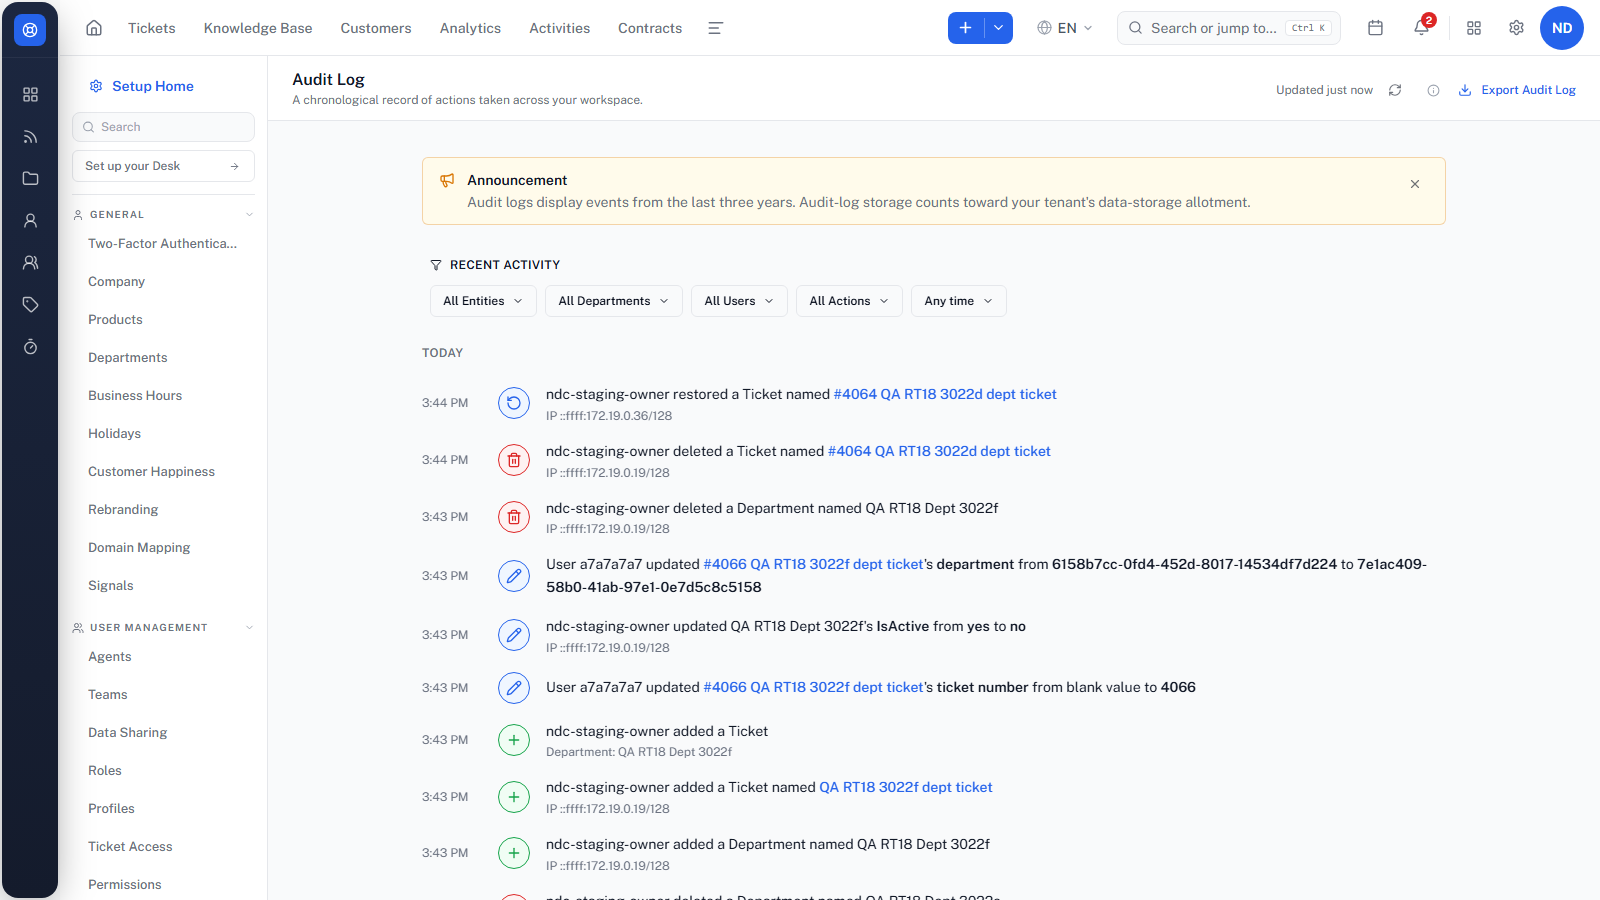 Tickets
Knowledge Base
Customers
Analytics
Activities
Contracts
EN
Search or jump to...
Ctrl K
2
ND
Setup Home
Search
Set up your Desk
GENERAL
Two-Factor Authentica...
Company
Products
Departments
Business Hours
Holidays
Customer Happiness
Rebranding
Domain Mapping
Signals
USER MANAGEMENT
Agents
Teams
Data Sharing
Roles
Profiles
Ticket Access
Permissions
Audit Log
A chronological record of actions taken across your workspace.
Updated just now
Export Audit Log
Announcement
Audit logs display events from the last three years. Audit-log storage counts toward your tenant's data-storage allotment.
RECENT ACTIVITY
All Entities
All Departments
All Users
All Actions
Any time
TODAY
3:44 PM
ndc-staging-owner restored a Ticket named #4064 QA RT18 3022d dept ticket
IP ::ffff:172.19.0.36/128
3:44 PM
ndc-staging-owner deleted a Ticket named #4064 QA RT18 3022d dept ticket
IP ::ffff:172.19.0.19/128
3:43 PM
ndc-staging-owner deleted a Department named QA RT18 Dept 3022f
IP ::ffff:172.19.0.19/128
3:43 PM
User a7a7a7a7 updated #4066 QA RT18 3022f dept ticket's department from 6158b7cc-0fd4-452d-8017-14534df7d224 to 7e1ac409-
58b0-41ab-97e1-0e7d5c8c5158
3:43 PM
ndc-staging-owner updated QA RT18 Dept 3022f's IsActive from yes to no
IP ::ffff:172.19.0.19/128
3:43 PM
User a7a7a7a7 updated #4066 QA RT18 3022f dept ticket's ticket number from blank value to 4066
3:43 PM
ndc-staging-owner added a Ticket
Department: QA RT18 Dept 3022f
3:43 PM
ndc-staging-owner added a Ticket named QA RT18 3022f dept ticket
IP ::ffff:172.19.0.19/128
3:43 PM
ndc-staging-owner added a Department named QA RT18 Dept 3022f
IP ::ffff:172.19.0.19/128